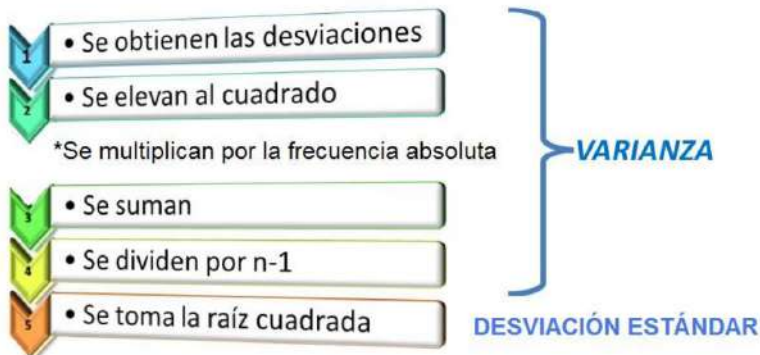 1 • Se obtienen las desviaciones
2 • Se elevan al cuadrado
*Se multiplican por la frecuencia absoluta
VARIANZA
3 • Se suman
4 • Se dividen por n-1
5 • Se toma la raíz cuadrada
DESVIACIÓN ESTÁNDAR